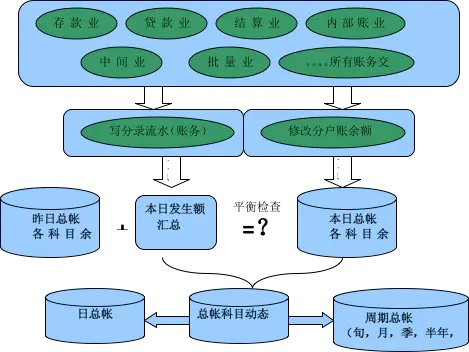 存款业
贷款业
结算业
内部账业
中间业
批量业
。。。。所有账务交
写分录流水（账务）
修改分户账余额
昨日总帐
各科目余
+
本日发生额
汇总
平衡检查
=?
本日总帐
各科目余
日总帐
总帐科目动态
周期总帐
（旬，月，季，半年，